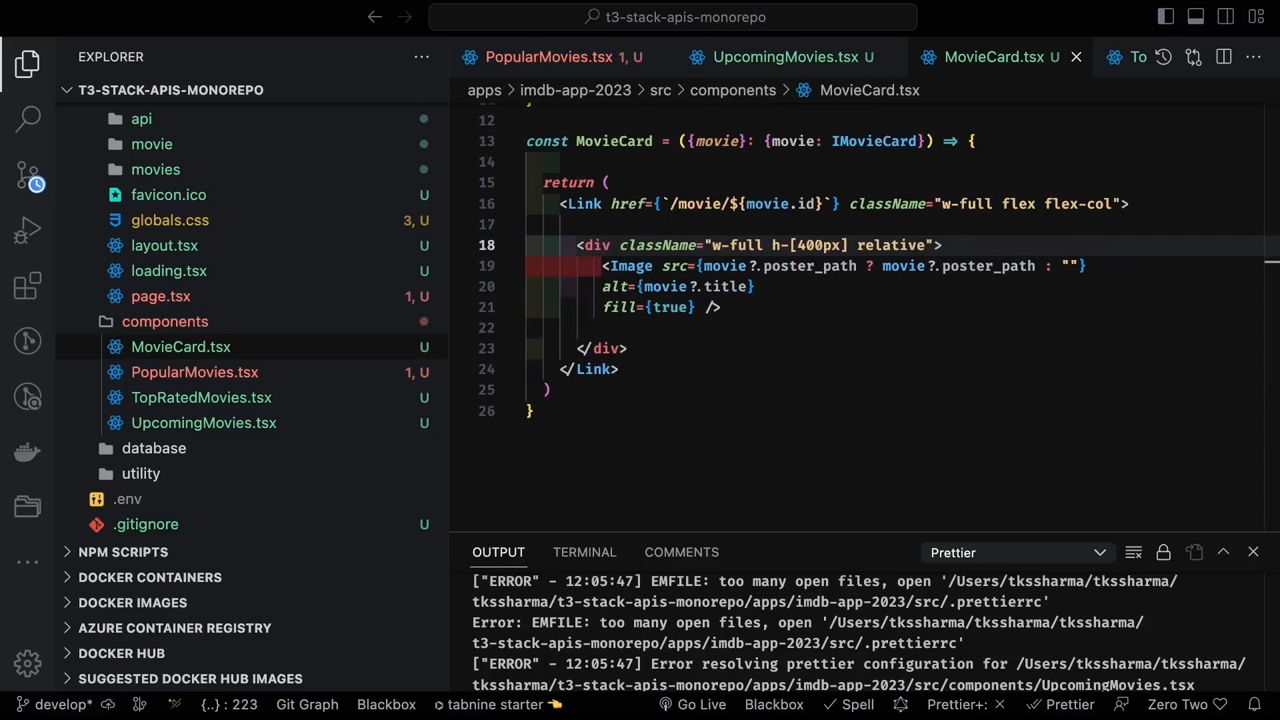 t3-stack-apis-monorepo
EXPLORER
T3-STACK-APIS-MONOREPO
api
movie
movies
favicon.ico U
globals.css 3, U
layout.tsx U
loading.tsx U
page.tsx 1, U
components
MovieCard.tsx U
PopularMovies.tsx 1, U
TopRatedMovies.tsx U
UpcomingMovies.tsx U
database
utility
.env
.gitignore U
NPM SCRIPTS
DOCKER CONTAINERS
DOCKER IMAGES
AZURE CONTAINER REGISTRY
DOCKER HUB
SUGGESTED DOCKER HUB IMAGES
PopularMovies.tsx 1, U UpcomingMovies.tsx U MovieCard.tsx U To
apps > imdb-app-2023 > src > components > MovieCard.tsx
12
13 const MovieCard = ({movie}: {movie: IMovieCard}) => {
14
15 return (
16 <Link href={`/movie/${movie.id}`} className="w-full flex flex-col">
17
18 <div className="w-full h-[400px] relative">
19 <Image src={movie?.poster_path ? movie?.poster_path : ""}
20 alt={movie?.title}
21 fill={true} />
22
23 </div>
24 </Link>
25 )
26 }
OUTPUT TERMINAL COMMENTS Prettier
["ERROR" - 12:05:47] EMFILE: too many open files, open '/Users/tkssharma/tkssharma/
tkssharma/t3-stack-apis-monorepo/apps/imdb-app-2023/src/.prettierrc'
Error: EMFILE: too many open files, open '/Users/tkssharma/tkssharma/tkssharma/
t3-stack-apis-monorepo/apps/imdb-app-2023/src/.prettierrc'
["ERROR" - 12:05:47] Error resolving prettier configuration for /Users/tkssharma/tkssharma/
tkssharma/t3-stack-apis-monorepo/apps/imdb-app-2023/src/components/UpcomingMovies.tsx
develop* {..} : 223 Git Graph Blackbox tabnine starter 👈 Go Live Blackbox Spell Prettier+: × Prettier Zero Two